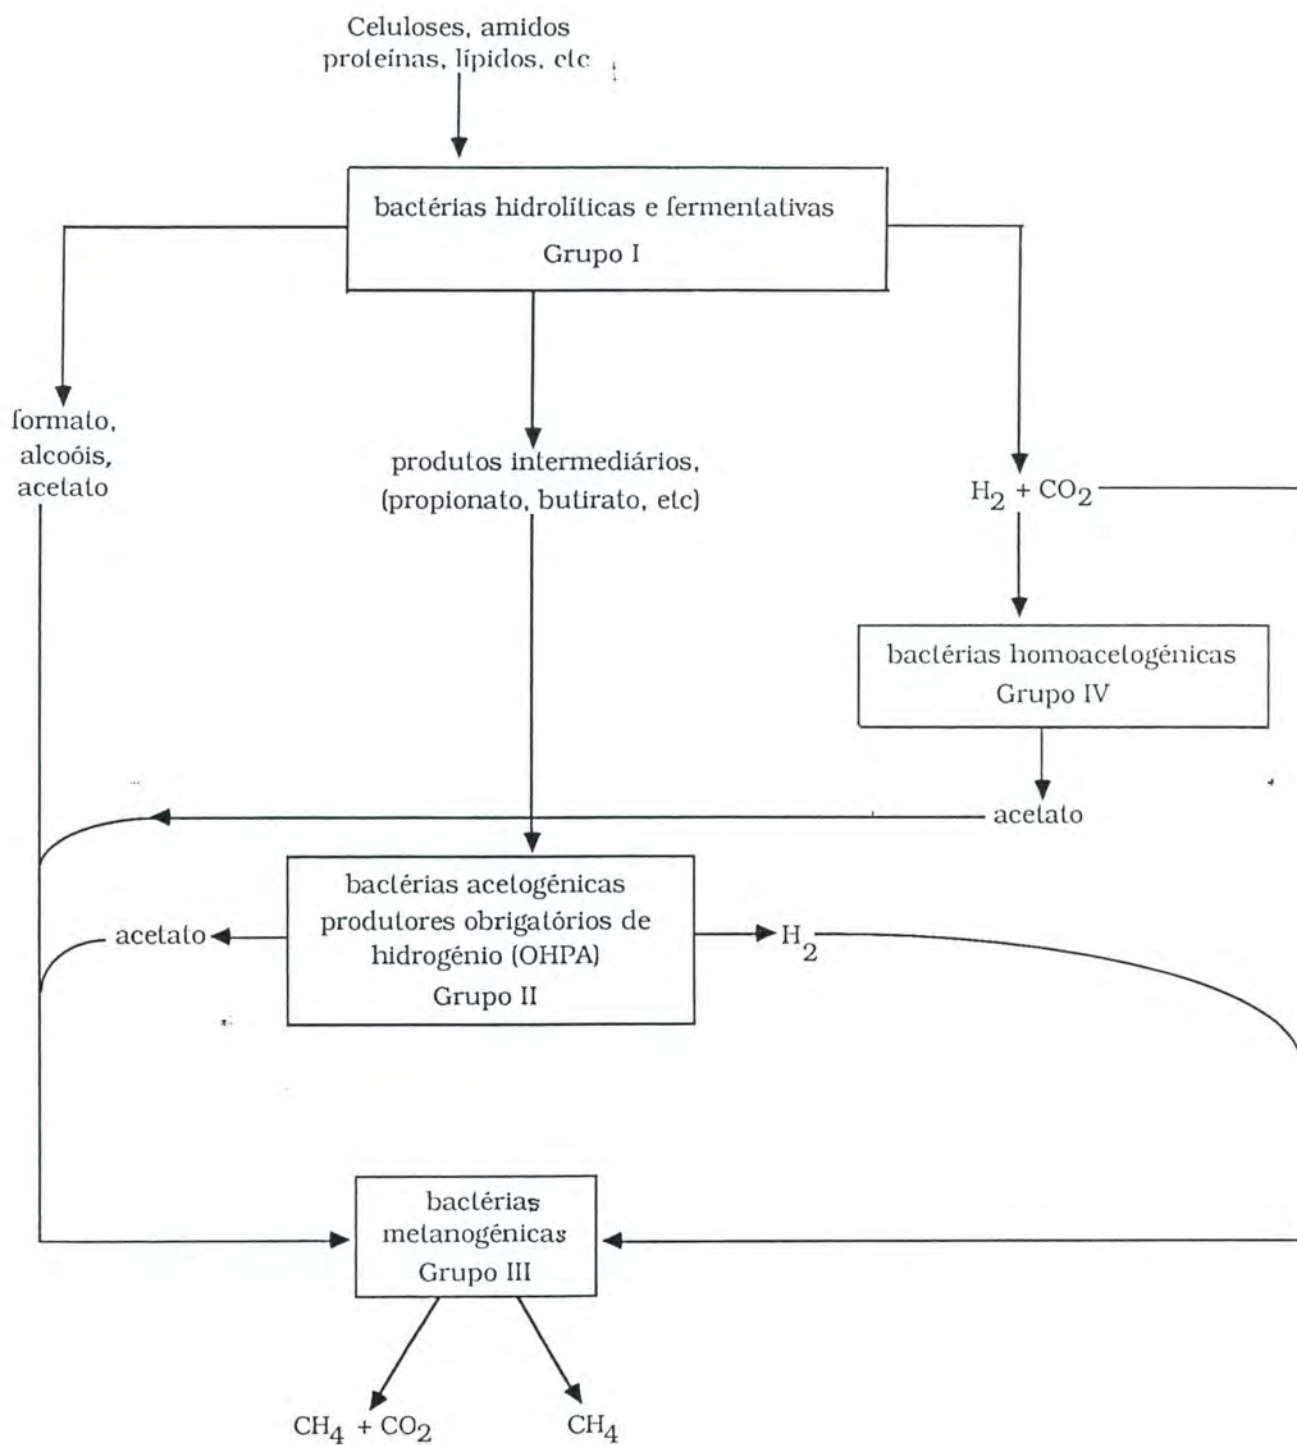 Celuloses, amidos
proteínas, lípidos, etc
bactérias hidrolíticas e fermentativas
Grupo I
formato,
alcoóis,
acetato
produtos intermediários,
(propionato, butirato, etc)
H₂ + CO₂
bactérias homoacetogénicas
Grupo IV
acetato
bactérias acetogénicas
produtores obrigatórios de
hidrogénio (OHPA)
Grupo II
acetato
H₂
bactérias
metanogénicas
Grupo III
CH₄ + CO₂
CH₄